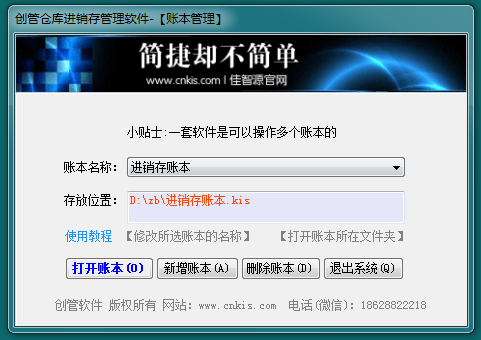 创管仓库进销存管理软件-【账本管理】
简捷却不简单
www.cnkis.com | 佳智源官网
小贴士:一套软件是可以操作多个账本的
账本名称: 进销存账本
存放位置: D:\zb\进销存账本.kis
使用教程 【修改所选账本的名称】 【打开账本所在文件夹】
打开账本(O) 新增账本(A) 删除账本(D) 退出系统(Q)
创管软件 版权所有 网站: www.cnkis.com 电话(微信): 18628822218